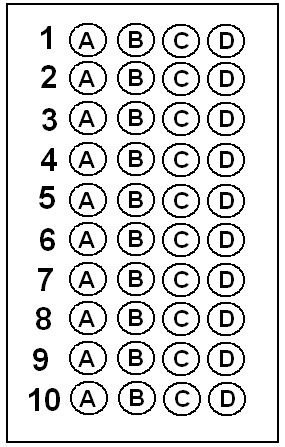 1 A B C D
2 A B C D
3 A B C D
4 A B C D
5 A B C D
6 A B C D
7 A B C D
8 A B C D
9 A B C D
10 A B C D